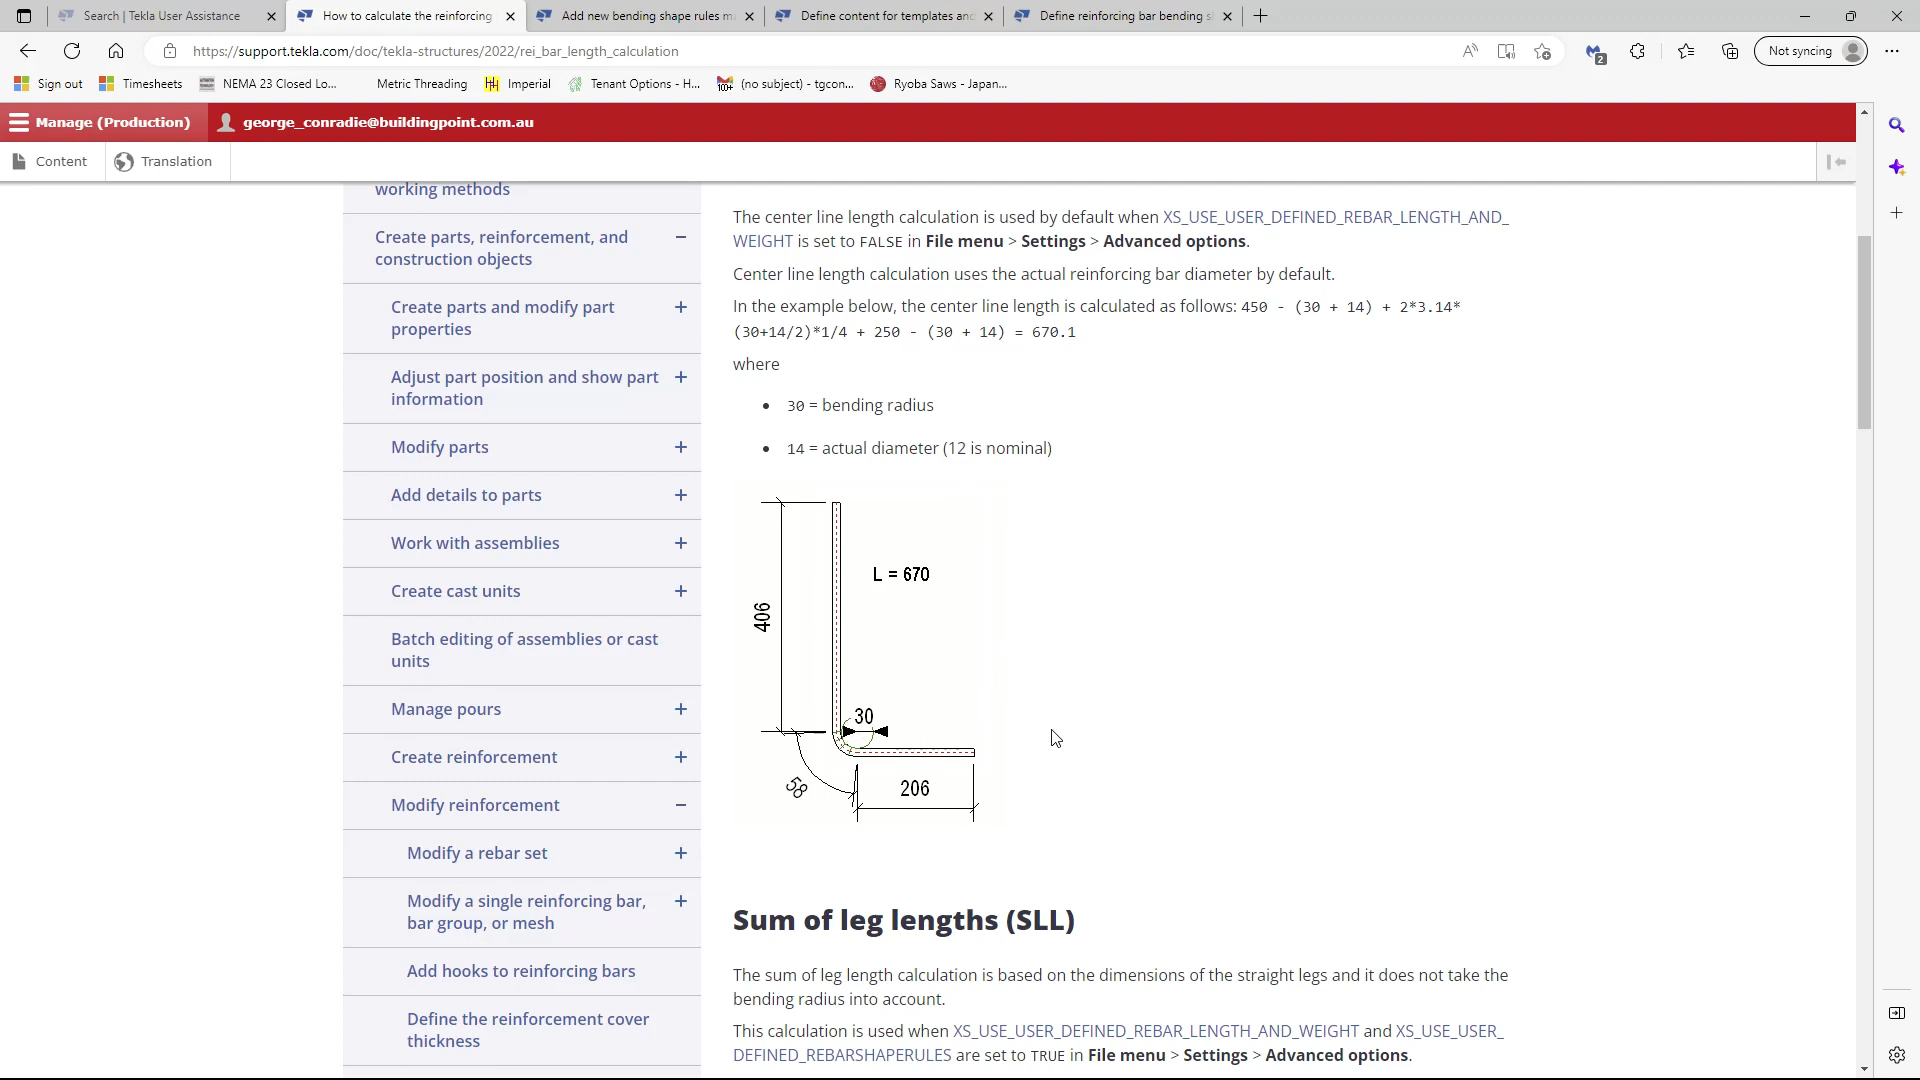 Search | Tekla User Assistance
How to calculate the reinforcing
Add new bending shape rules m
Define content for templates and
Define reinforcing bar bending s
https://support.tekla.com/doc/tekla-structures/2022/rei_bar_length_calculation
2
Not syncing
Sign out
Timesheets
NEMA 23 Closed Lo...
Metric Threading
Imperial
Tenant Options - H...
100+
(no subject) - tgcon...
Ryoba Saws - Japan...
Manage (Production)
george_conradie@buildingpoint.com.au
Content
Translation
working methods
Create parts, reinforcement, and
construction objects
Create parts and modify part
properties
Adjust part position and show part
information
Modify parts
Add details to parts
Work with assemblies
Create cast units
Batch editing of assemblies or cast
units
Manage pours
Create reinforcement
Modify reinforcement
Modify a rebar set
Modify a single reinforcing bar,
bar group, or mesh
Add hooks to reinforcing bars
Define the reinforcement cover
thickness
The center line length calculation is used by default when XS_USE_USER_DEFINED_REBAR_LENGTH_AND_
WEIGHT is set to FALSE in File menu > Settings > Advanced options.
Center line length calculation uses the actual reinforcing bar diameter by default.
In the example below, the center line length is calculated as follows: 450 - (30 + 14) + 2*3.14*
(30+14/2)*1/4 + 250 - (30 + 14) = 670.1
where
• 30 = bending radius
• 14 = actual diameter (12 is nominal)
L = 670
406
30
58
206
Sum of leg lengths (SLL)
The sum of leg length calculation is based on the dimensions of the straight legs and it does not take the
bending radius into account.
This calculation is used when XS_USE_USER_DEFINED_REBAR_LENGTH_AND_WEIGHT and XS_USE_USER_
DEFINED_REBARSHAPERULES are set to TRUE in File menu > Settings > Advanced options.